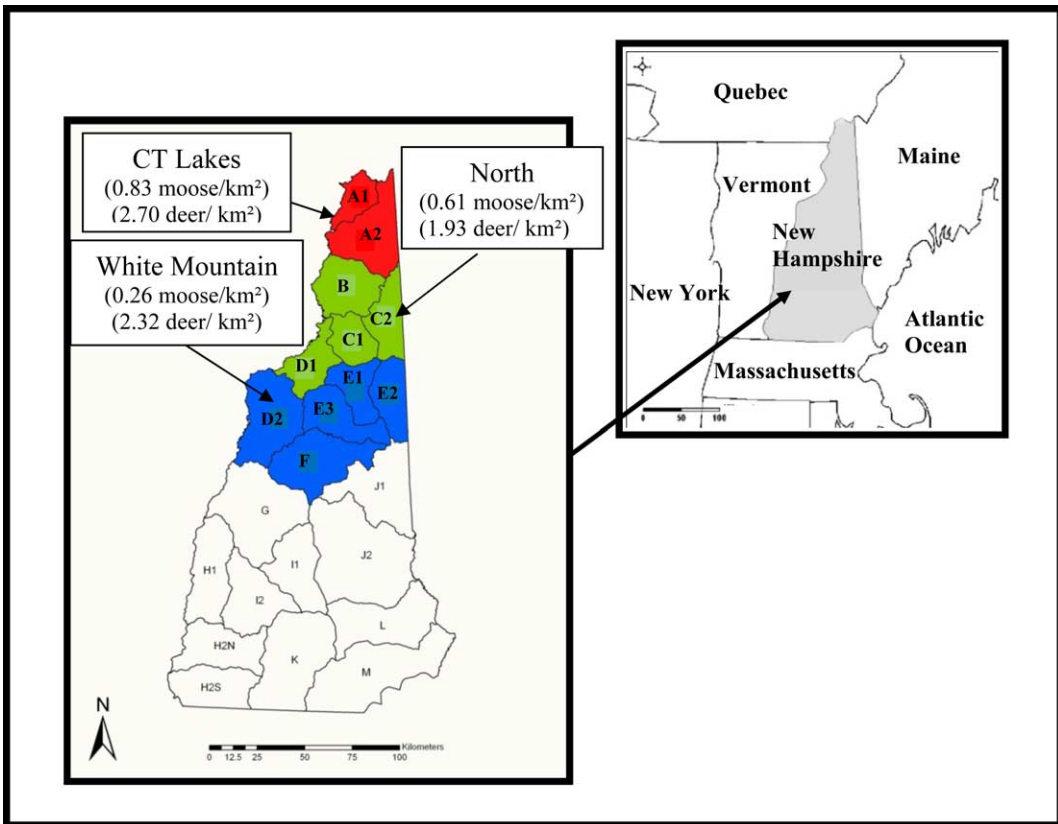 CT Lakes
(0.83 moose/km²)
(2.70 deer/ km²)
North
(0.61 moose/km²)
(1.93 deer/ km²)
White Mountain
(0.26 moose/km²)
(2.32 deer/ km²)
A1
A2
B
C2
C1
D1
E1
E2
D2
E3
F
J1
G
J2
H1
I1
I2
L
H2N
K
M
H2S
N
Kilometers
0 12.5 25 50 75 100
Quebec
Maine
Vermont
New
Hampshire
New York
Atlantic
Ocean
Massachusetts
0 50 100